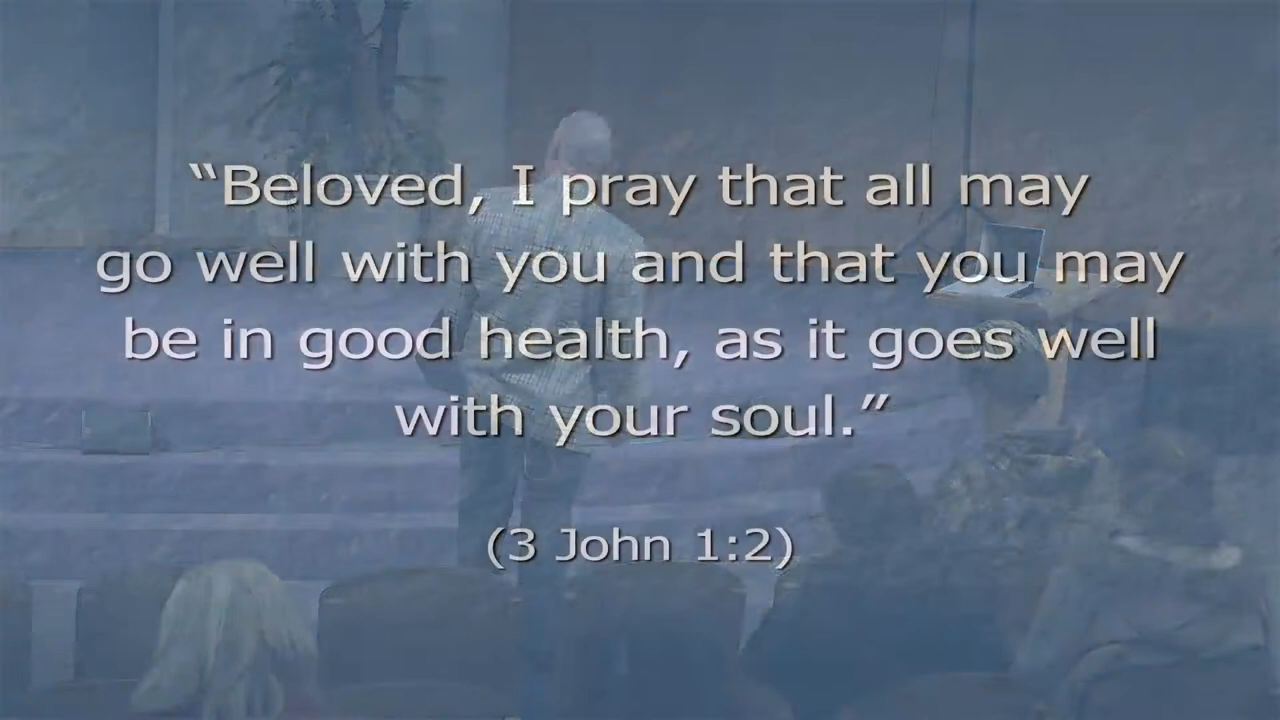 “Beloved, I pray that all may
go well with you and that you may
be in good health, as it goes well
with your soul.”
(3 John 1:2)